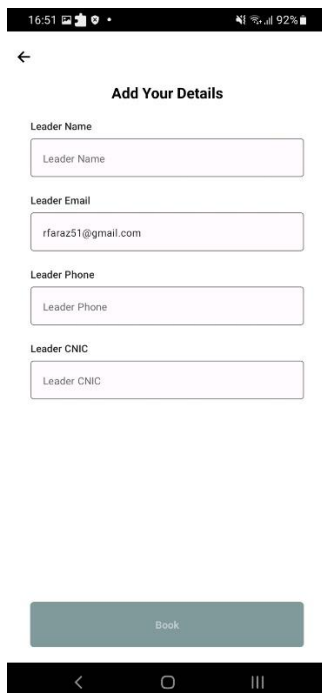 16:51 92%
Add Your Details
Leader Name
Leader Name
Leader Email
rfaraz51@gmail.com
Leader Phone
Leader Phone
Leader CNIC
Leader CNIC
Book